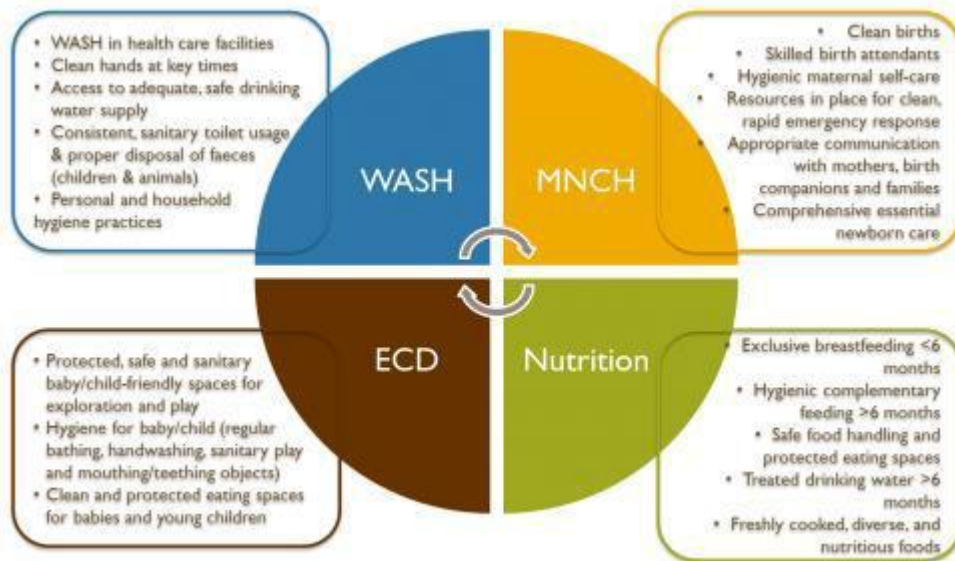 • WASH in health care facilities
• Clean hands at key times
• Access to adequate, safe drinking
water supply
• Consistent, sanitary toilet usage
& proper disposal of faeces
(children & animals)
• Personal and household
hygiene practices
WASH
MNCH
• Clean births
• Skilled birth attendants
• Hygienic maternal self-care
• Resources in place for clean,
rapid emergency response
• Appropriate communication
with mothers, birth
companions and families
• Comprehensive essential
newborn care
• Protected, safe and sanitary
baby/child-friendly spaces for
exploration and play
• Hygiene for baby/child (regular
bathing, handwashing, sanitary play
and mouthing/teething objects)
• Clean and protected eating spaces
for babies and young children
ECD
Nutrition
• Exclusive breastfeeding <6
months
• Hygienic complementary
feeding >6 months
• Safe food handling and
protected eating spaces
• Treated drinking water >6
months
• Freshly cooked, diverse, and
nutritious foods